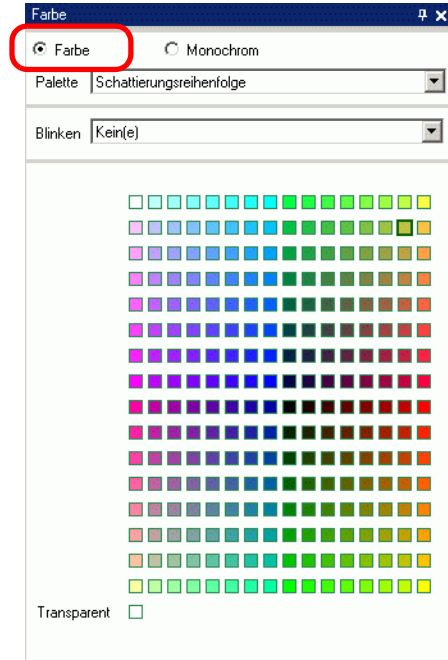 Farbe
Farbe Monochrom
Palette Schattierungsreihenfolge
Blinken Kein(e)
Transparent